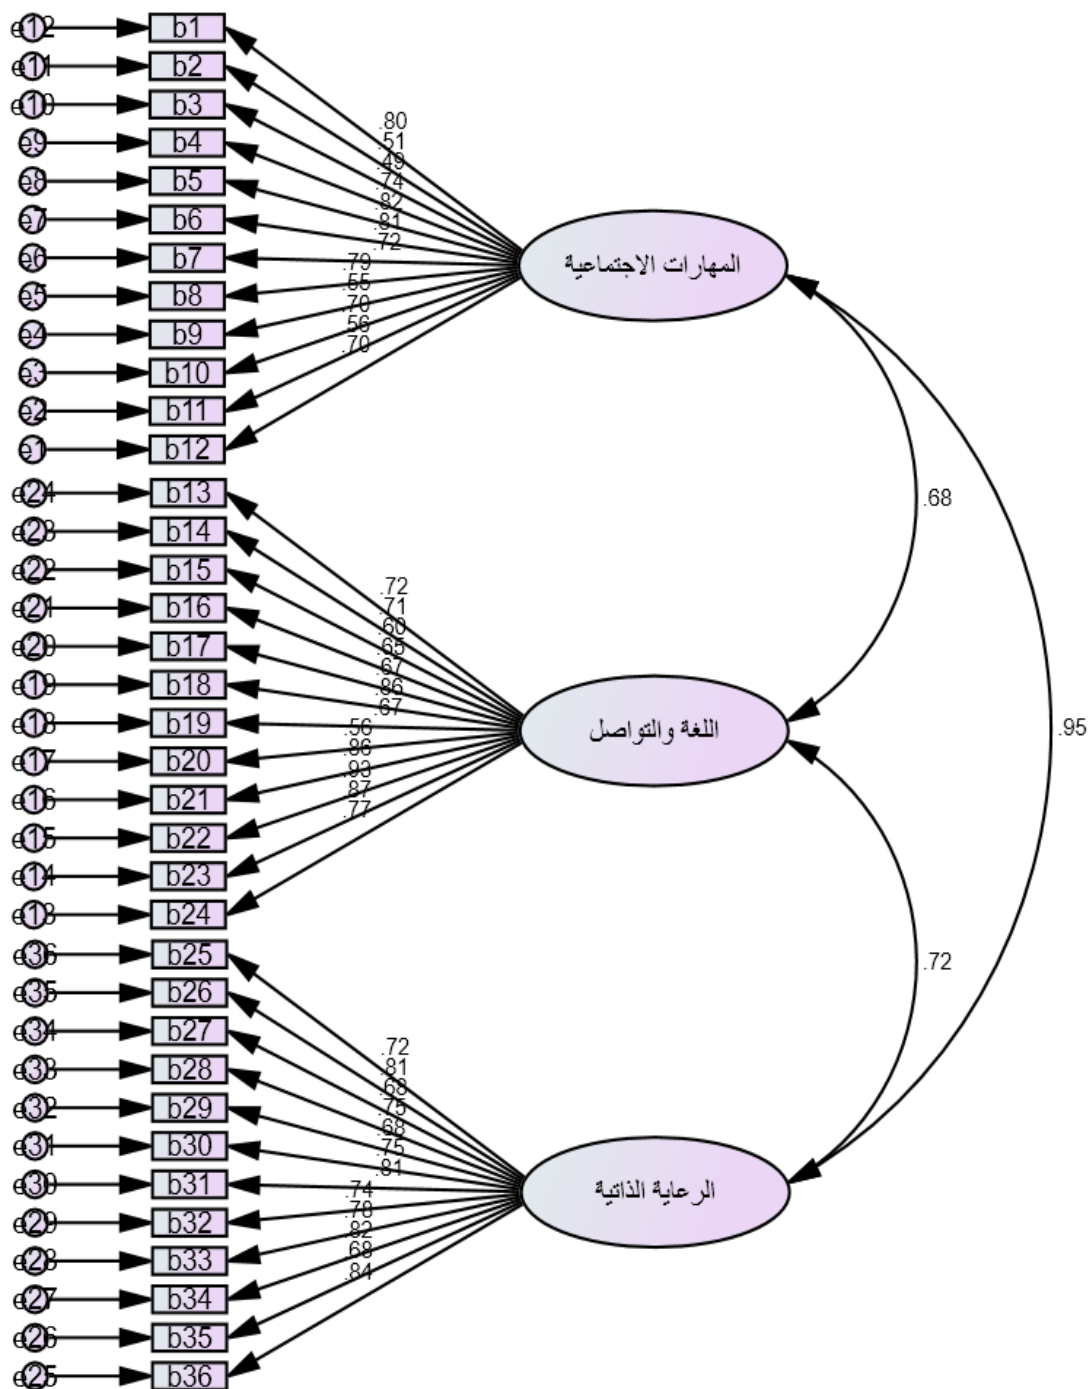 e12 b1
e11 b2
e10 b3
e9 b4
e8 b5
e7 b6
e6 b7
e5 b8
e4 b9
e3 b10
e2 b11
e1 b12
.80
.51
.49
.74
.82
.81
.72
.79
.55
.70
.56
.70
المهارات الاجتماعية
.68
.95
e24 b13
e23 b14
e22 b15
e21 b16
e20 b17
e19 b18
e18 b19
e17 b20
e16 b21
e15 b22
e14 b23
e13 b24
.72
.71
.60
.65
.67
.86
.67
.56
.86
.93
.87
.77
اللغة والتواصل
.72
e36 b25
e35 b26
e34 b27
e33 b28
e32 b29
e31 b30
e30 b31
e29 b32
e28 b33
e27 b34
e26 b35
e25 b36
.72
.81
.68
.75
.68
.75
.81
.74
.78
.82
.68
.84
الرعاية الذاتية